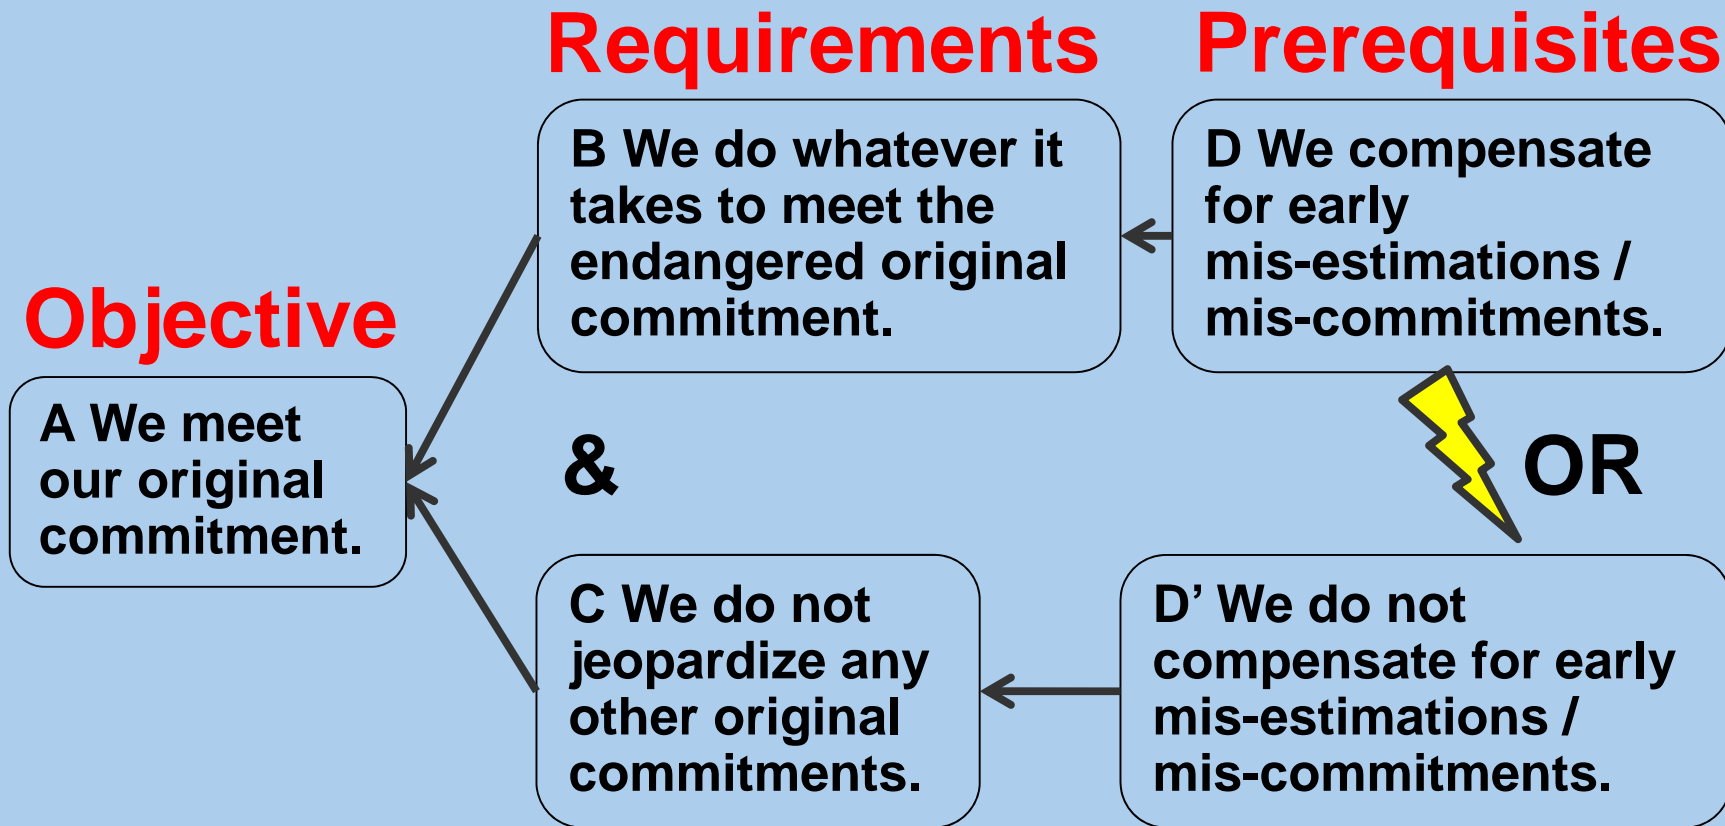 Requirements
Prerequisites
Objective
A We meet
our original
commitment.
B We do whatever it
takes to meet the
endangered original
commitment.
&
C We do not
jeopardize any
other original
commitments.
D We compensate
for early
mis-estimations /
mis-commitments.
OR
D’ We do not
compensate for early
mis-estimations /
mis-commitments.